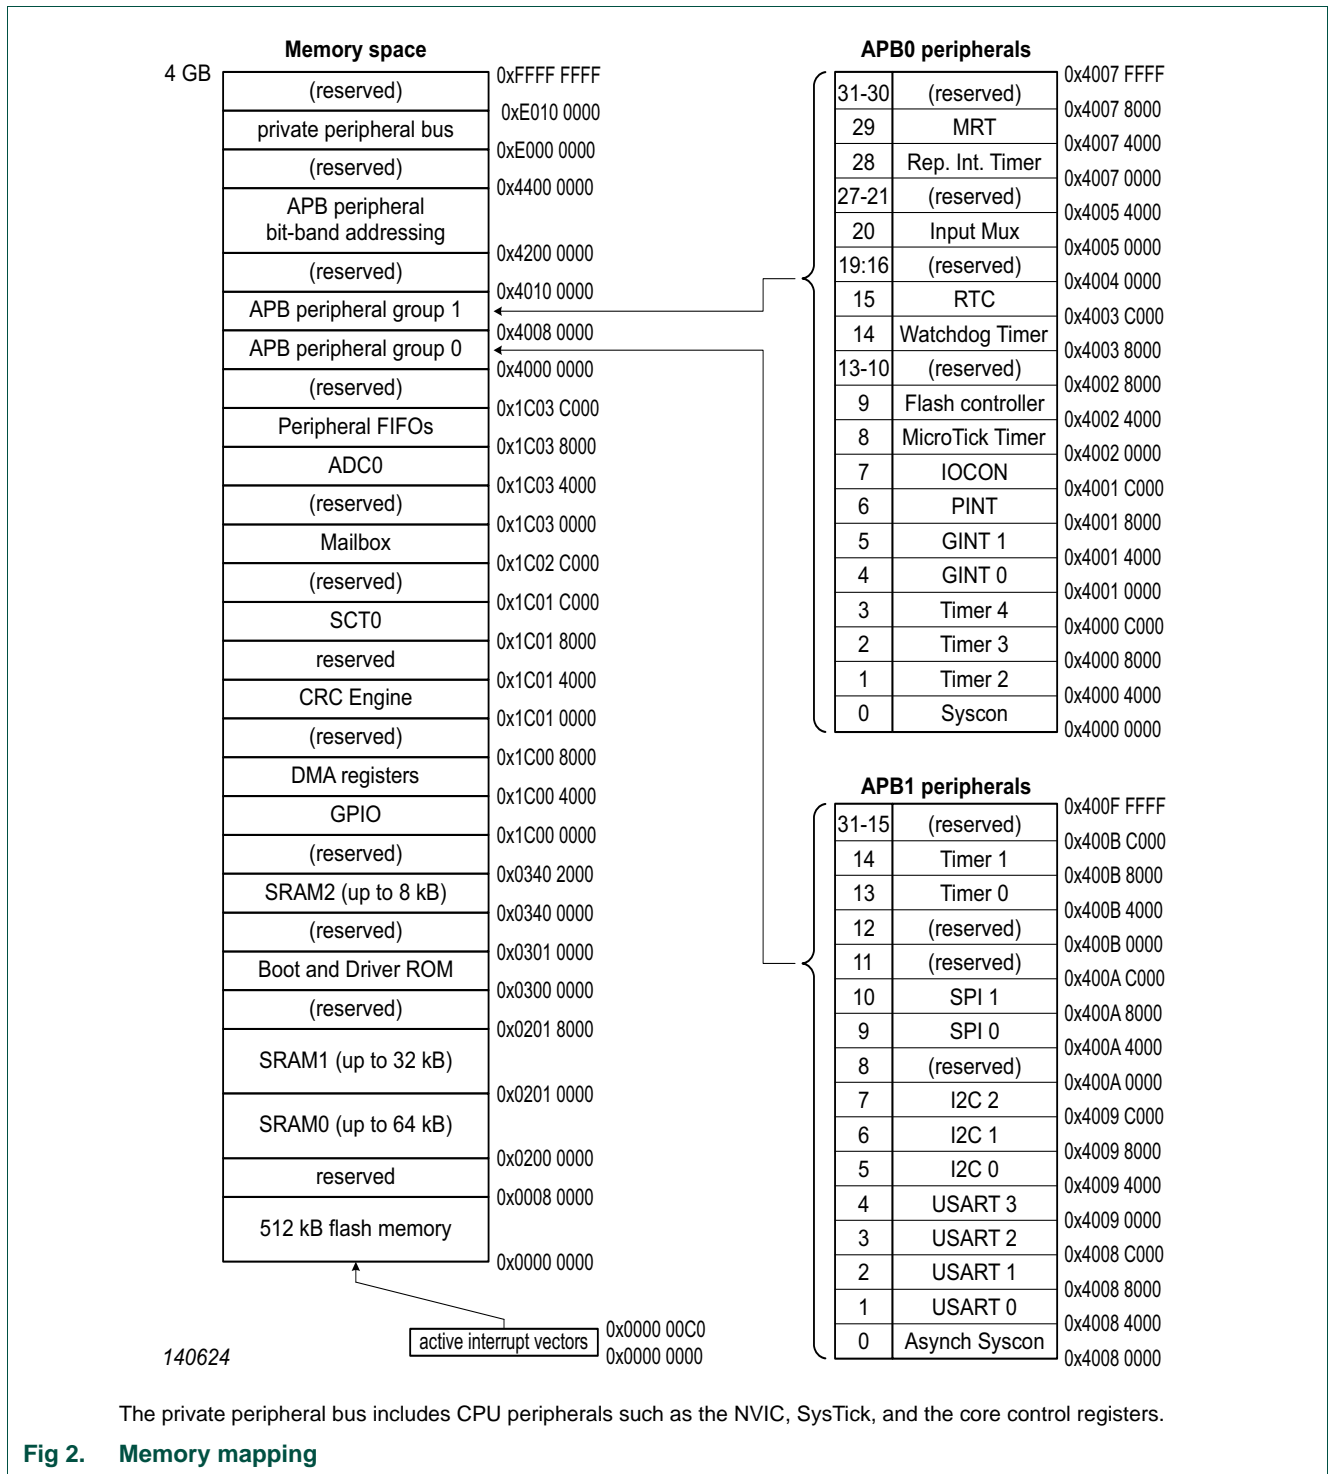 Memory space
4 GB
0xFFFF FFFF
(reserved)
0xE010 0000
private peripheral bus
0xE000 0000
(reserved)
0x4400 0000
APB peripheral
bit-band addressing
0x4200 0000
(reserved)
0x4010 0000
APB peripheral group 1
0x4008 0000
APB peripheral group 0
0x4000 0000
(reserved)
0x1C03 C000
Peripheral FIFOs
0x1C03 8000
ADC0
0x1C03 4000
(reserved)
0x1C03 0000
Mailbox
0x1C02 C000
(reserved)
0x1C01 C000
SCT0
0x1C01 8000
reserved
0x1C01 4000
CRC Engine
0x1C01 0000
(reserved)
0x1C00 8000
DMA registers
0x1C00 4000
GPIO
0x1C00 0000
(reserved)
0x0340 2000
SRAM2 (up to 8 kB)
0x0340 0000
(reserved)
0x0301 0000
Boot and Driver ROM
0x0300 0000
(reserved)
0x0201 8000
SRAM1 (up to 32 kB)
0x0201 0000
SRAM0 (up to 64 kB)
0x0200 0000
reserved
0x0008 0000
512 kB flash memory
0x0000 0000
active interrupt vectors
0x0000 00C0
0x0000 0000
140624
APB0 peripherals
0x4007 FFFF
31-30 (reserved)
0x4007 8000
29 MRT
0x4007 4000
28 Rep. Int. Timer
0x4007 0000
27-21 (reserved)
0x4005 4000
20 Input Mux
0x4005 0000
19:16 (reserved)
0x4004 0000
15 RTC
0x4003 C000
14 Watchdog Timer
0x4003 8000
13-10 (reserved)
0x4002 8000
9 Flash controller
0x4002 4000
8 MicroTick Timer
0x4002 0000
7 IOCON
0x4001 C000
6 PINT
0x4001 8000
5 GINT 1
0x4001 4000
4 GINT 0
0x4001 0000
3 Timer 4
0x4000 C000
2 Timer 3
0x4000 8000
1 Timer 2
0x4000 4000
0 Syscon
0x4000 0000
APB1 peripherals
0x400F FFFF
31-15 (reserved)
0x400B C000
14 Timer 1
0x400B 8000
13 Timer 0
0x400B 4000
12 (reserved)
0x400B 0000
11 (reserved)
0x400A C000
10 SPI 1
0x400A 8000
9 SPI 0
0x400A 4000
8 (reserved)
0x400A 0000
7 I2C 2
0x4009 C000
6 I2C 1
0x4009 8000
5 I2C 0
0x4009 4000
4 USART 3
0x4009 0000
3 USART 2
0x4008 C000
2 USART 1
0x4008 8000
1 USART 0
0x4008 4000
0 Asynch Syscon
0x4008 0000
The private peripheral bus includes CPU peripherals such as the NVIC, SysTick, and the core control registers.
Fig 2. Memory mapping